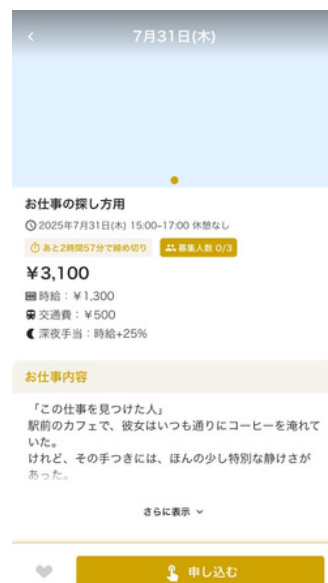 7月31日(木)
お仕事の探し方用
2025年7月31日(木) 15:00–17:00 休憩なし
あと2時間57分で締め切り 募集人数 0/3
¥3,100
時給：¥1,300
交通費：¥500
深夜手当：時給+25%
お仕事内容
「この仕事を見つけた人」
駅前のカフェで、彼女はいつも通りにコーヒーを淹れて
いた。
けれど、その手つきには、ほんの少し特別な静けさが
あった。
さらに表示
申し込む